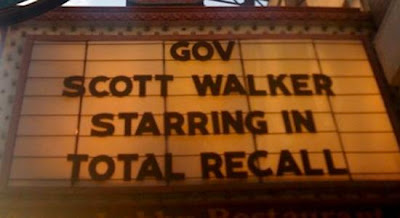 GOV
SCOTT WALKER
STARRING IN
TOTAL RECALL